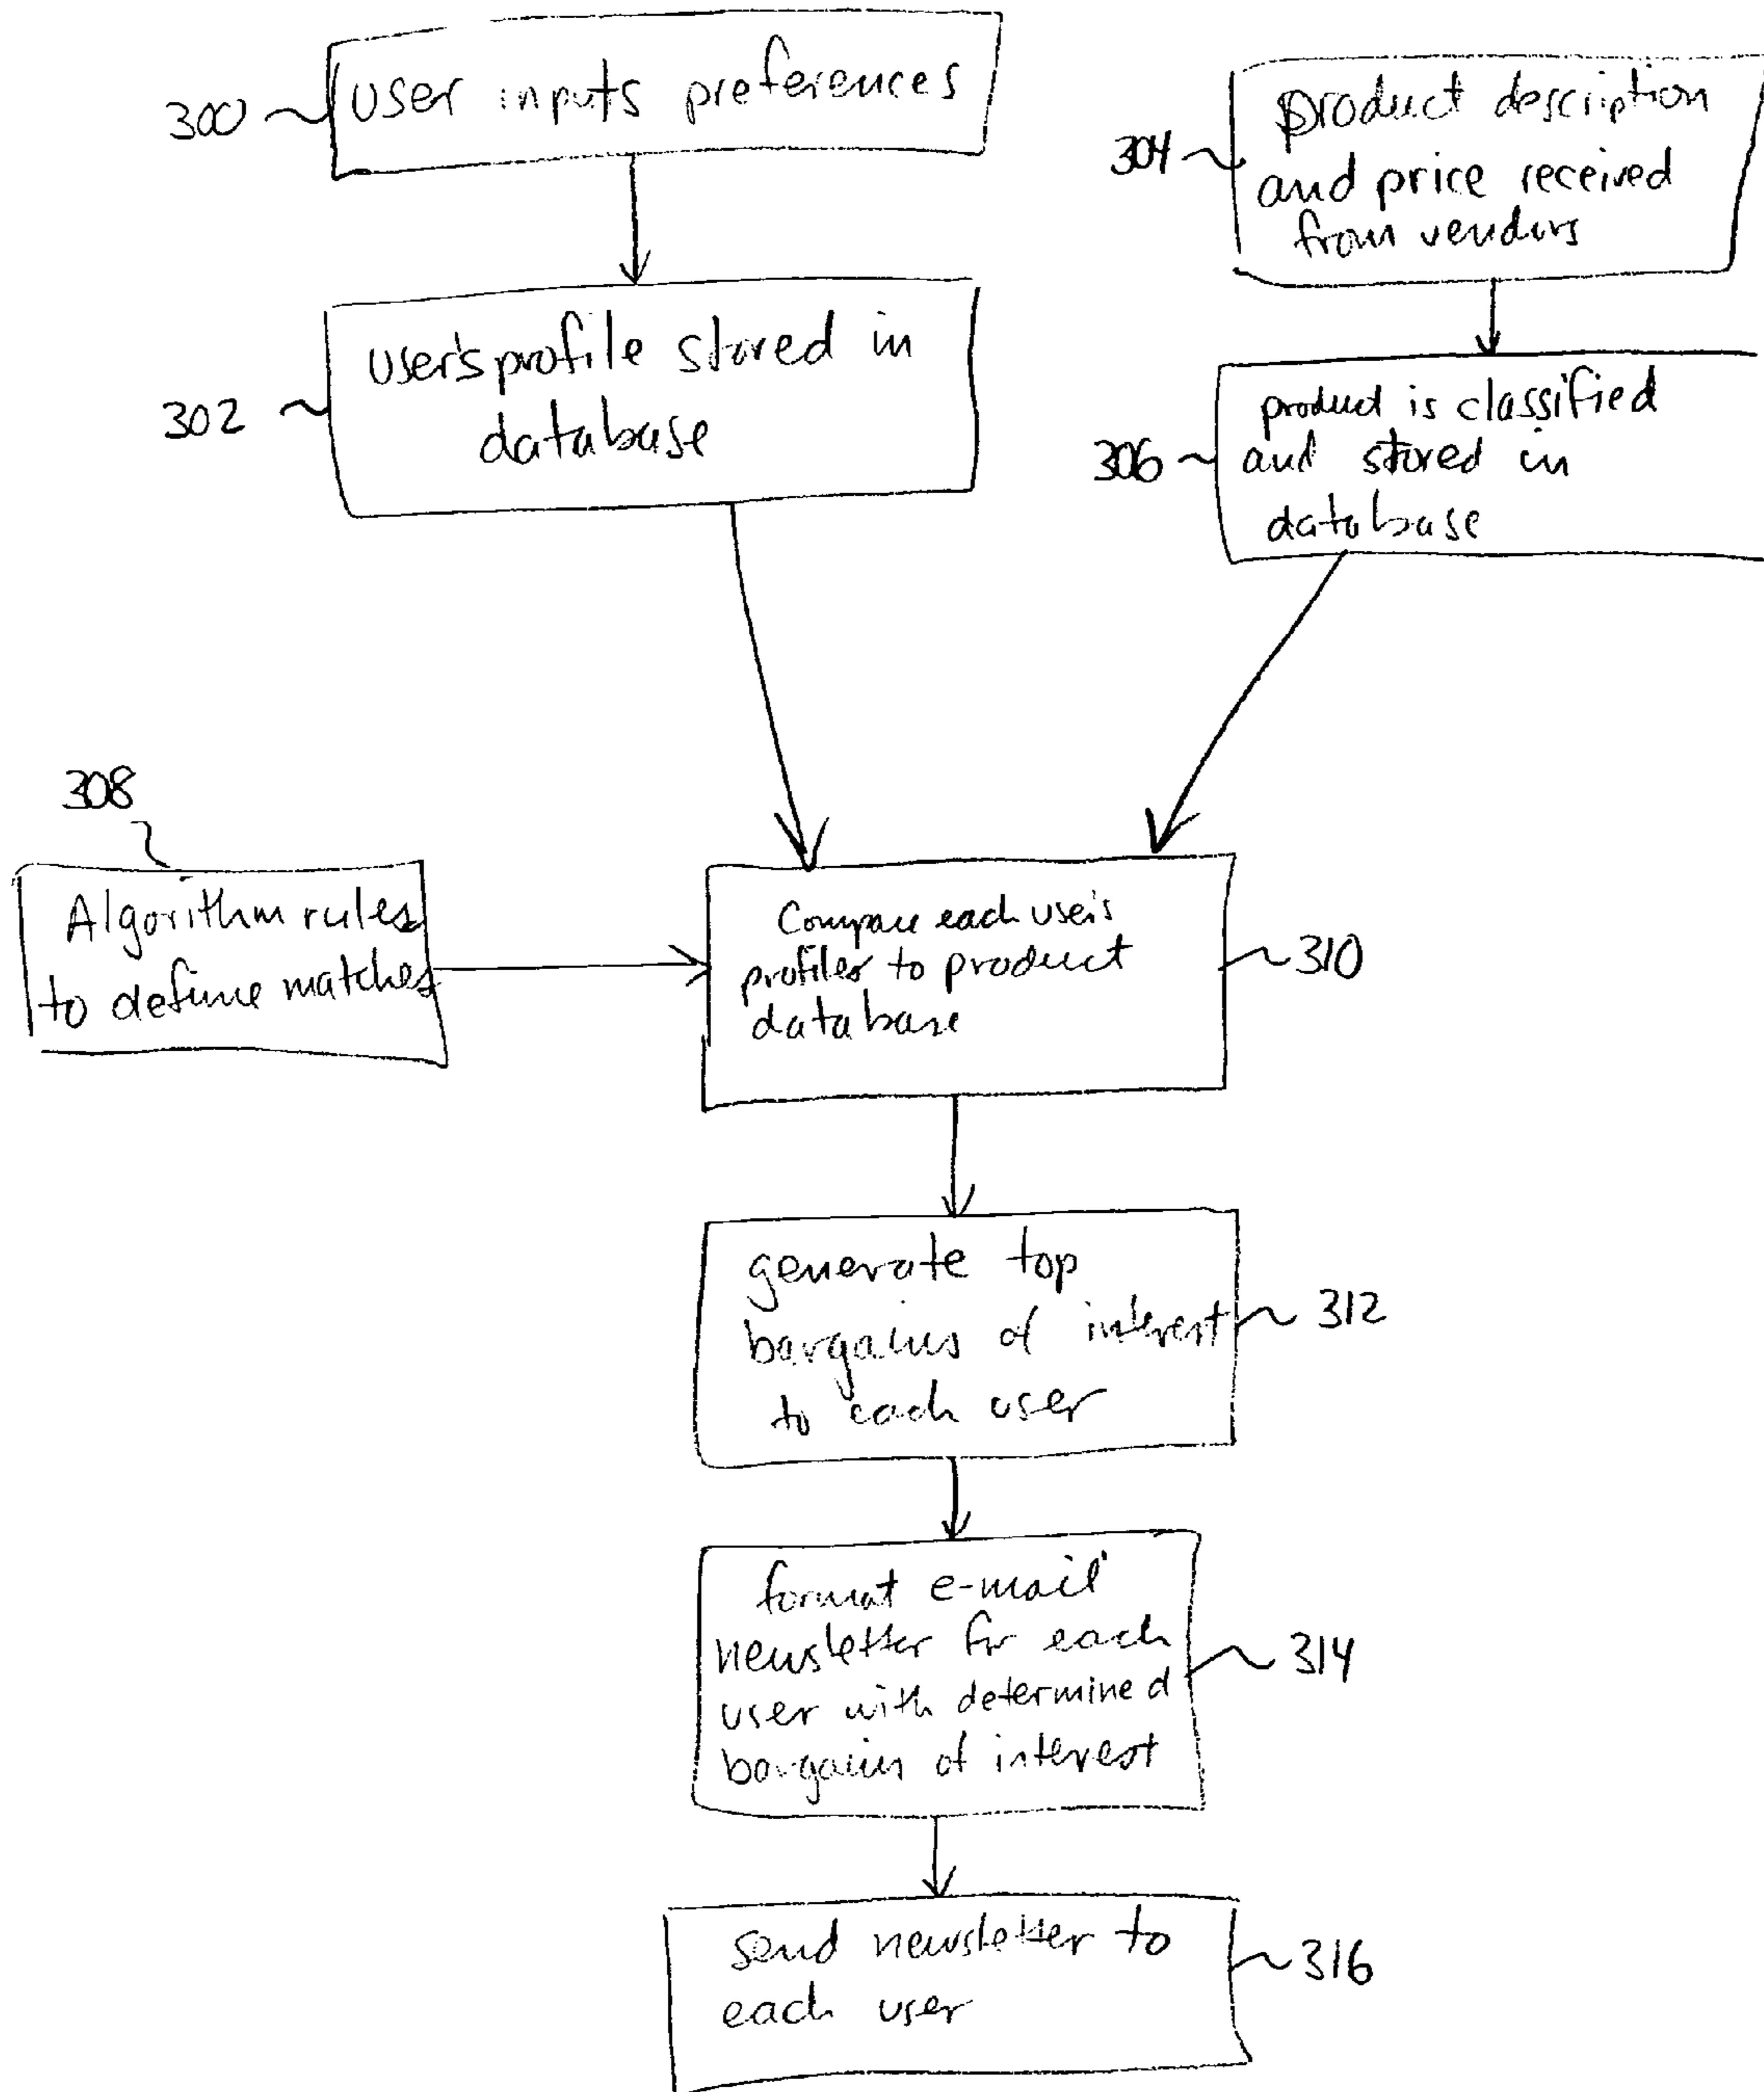 300
User inputs preferences
304
product description
and price received
from vendors
302
user's profile stored in
database
306
product is classified
and stored in
database
308
Algorithm rules
to define matches
Compare each user's
profiles to product
database
310
generate top
bargains of interest
to each user
312
format e-mail
newsletter for each
user with determined
bargains of interest
314
send newsletter to
each user
316